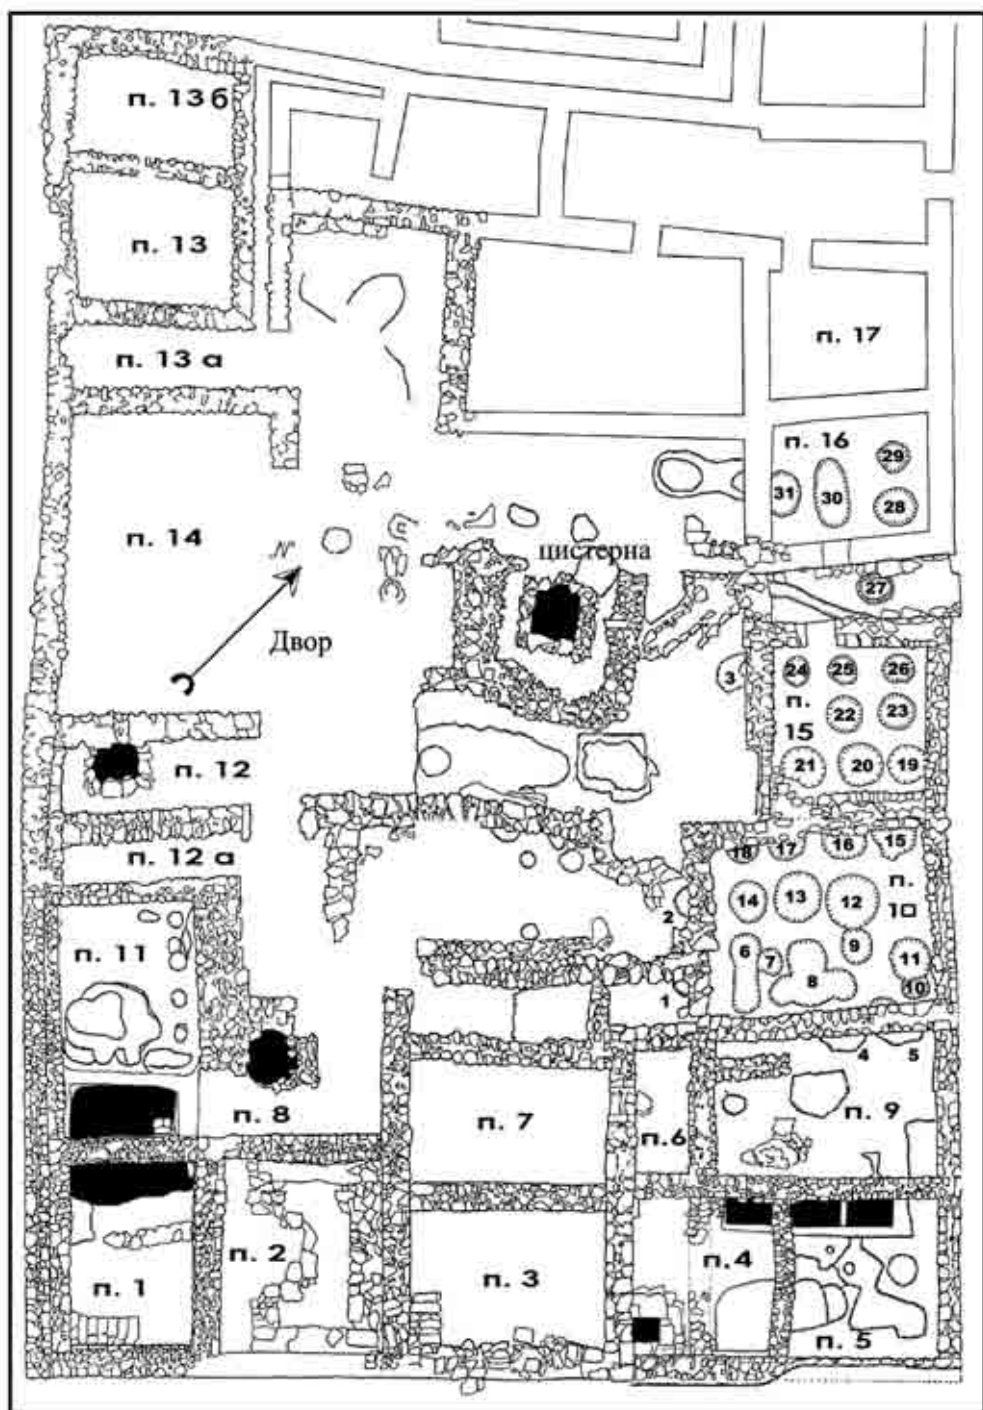 п. 13б
п. 13
п. 13 а
п. 17
п. 16
29
31
30
28
п. 14
N
цистерна
27
Двор
3
24
25
26
п.
15
22
23
21
20
19
п. 12
п. 12 а
18
17
16
15
п.
10
14
13
12
2
п. 11
6
7
9
11
8
10
1
4
5
п. 8
п. 7
п.6
п. 9
п. 1
п. 2
п. 3
п.4
п. 5